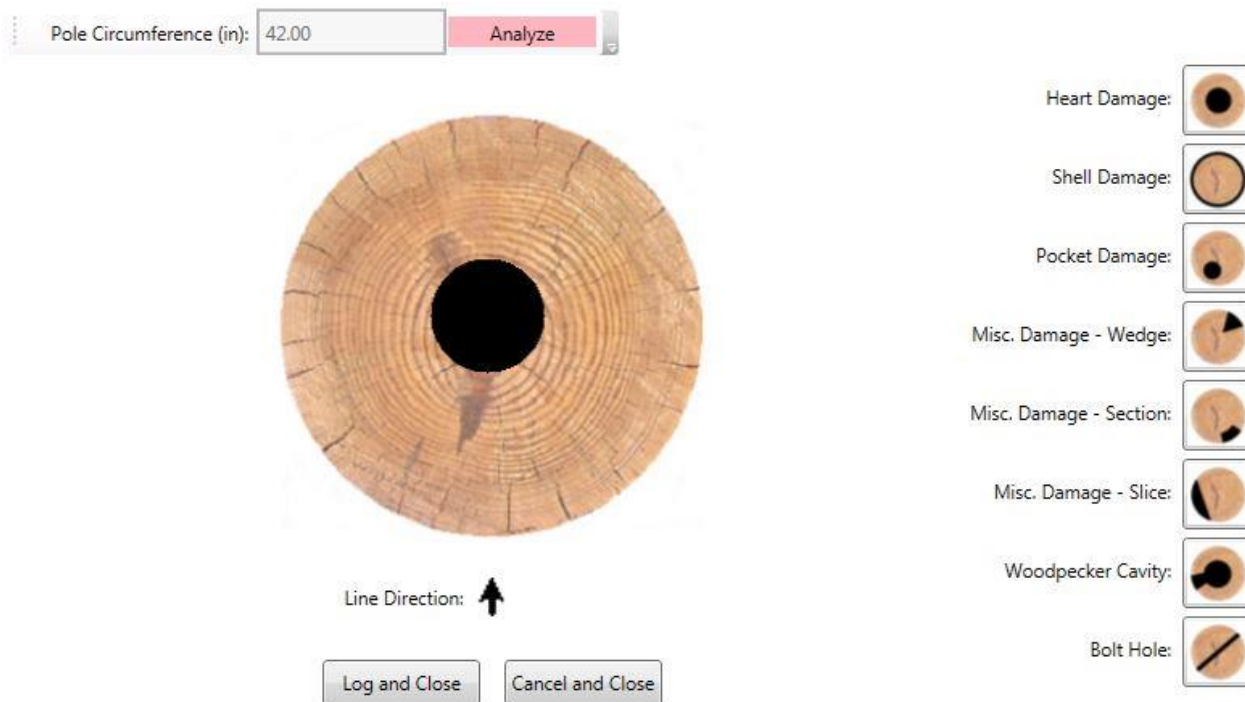 Pole Circumference (in): 42.00 Analyze
Heart Damage:
Shell Damage:
Pocket Damage:
Misc. Damage - Wedge:
Misc. Damage - Section:
Misc. Damage - Slice:
Woodpecker Cavity:
Bolt Hole:
Line Direction:
Log and Close Cancel and Close